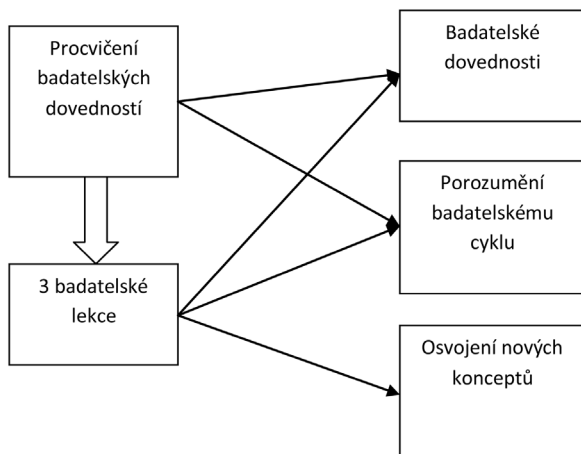 Procvičení
badatelských
dovedností
3 badatelské
lekce
Badatelské
dovednosti
Porozumění
badatelskému
cyklu
Osvojení nových
konceptů